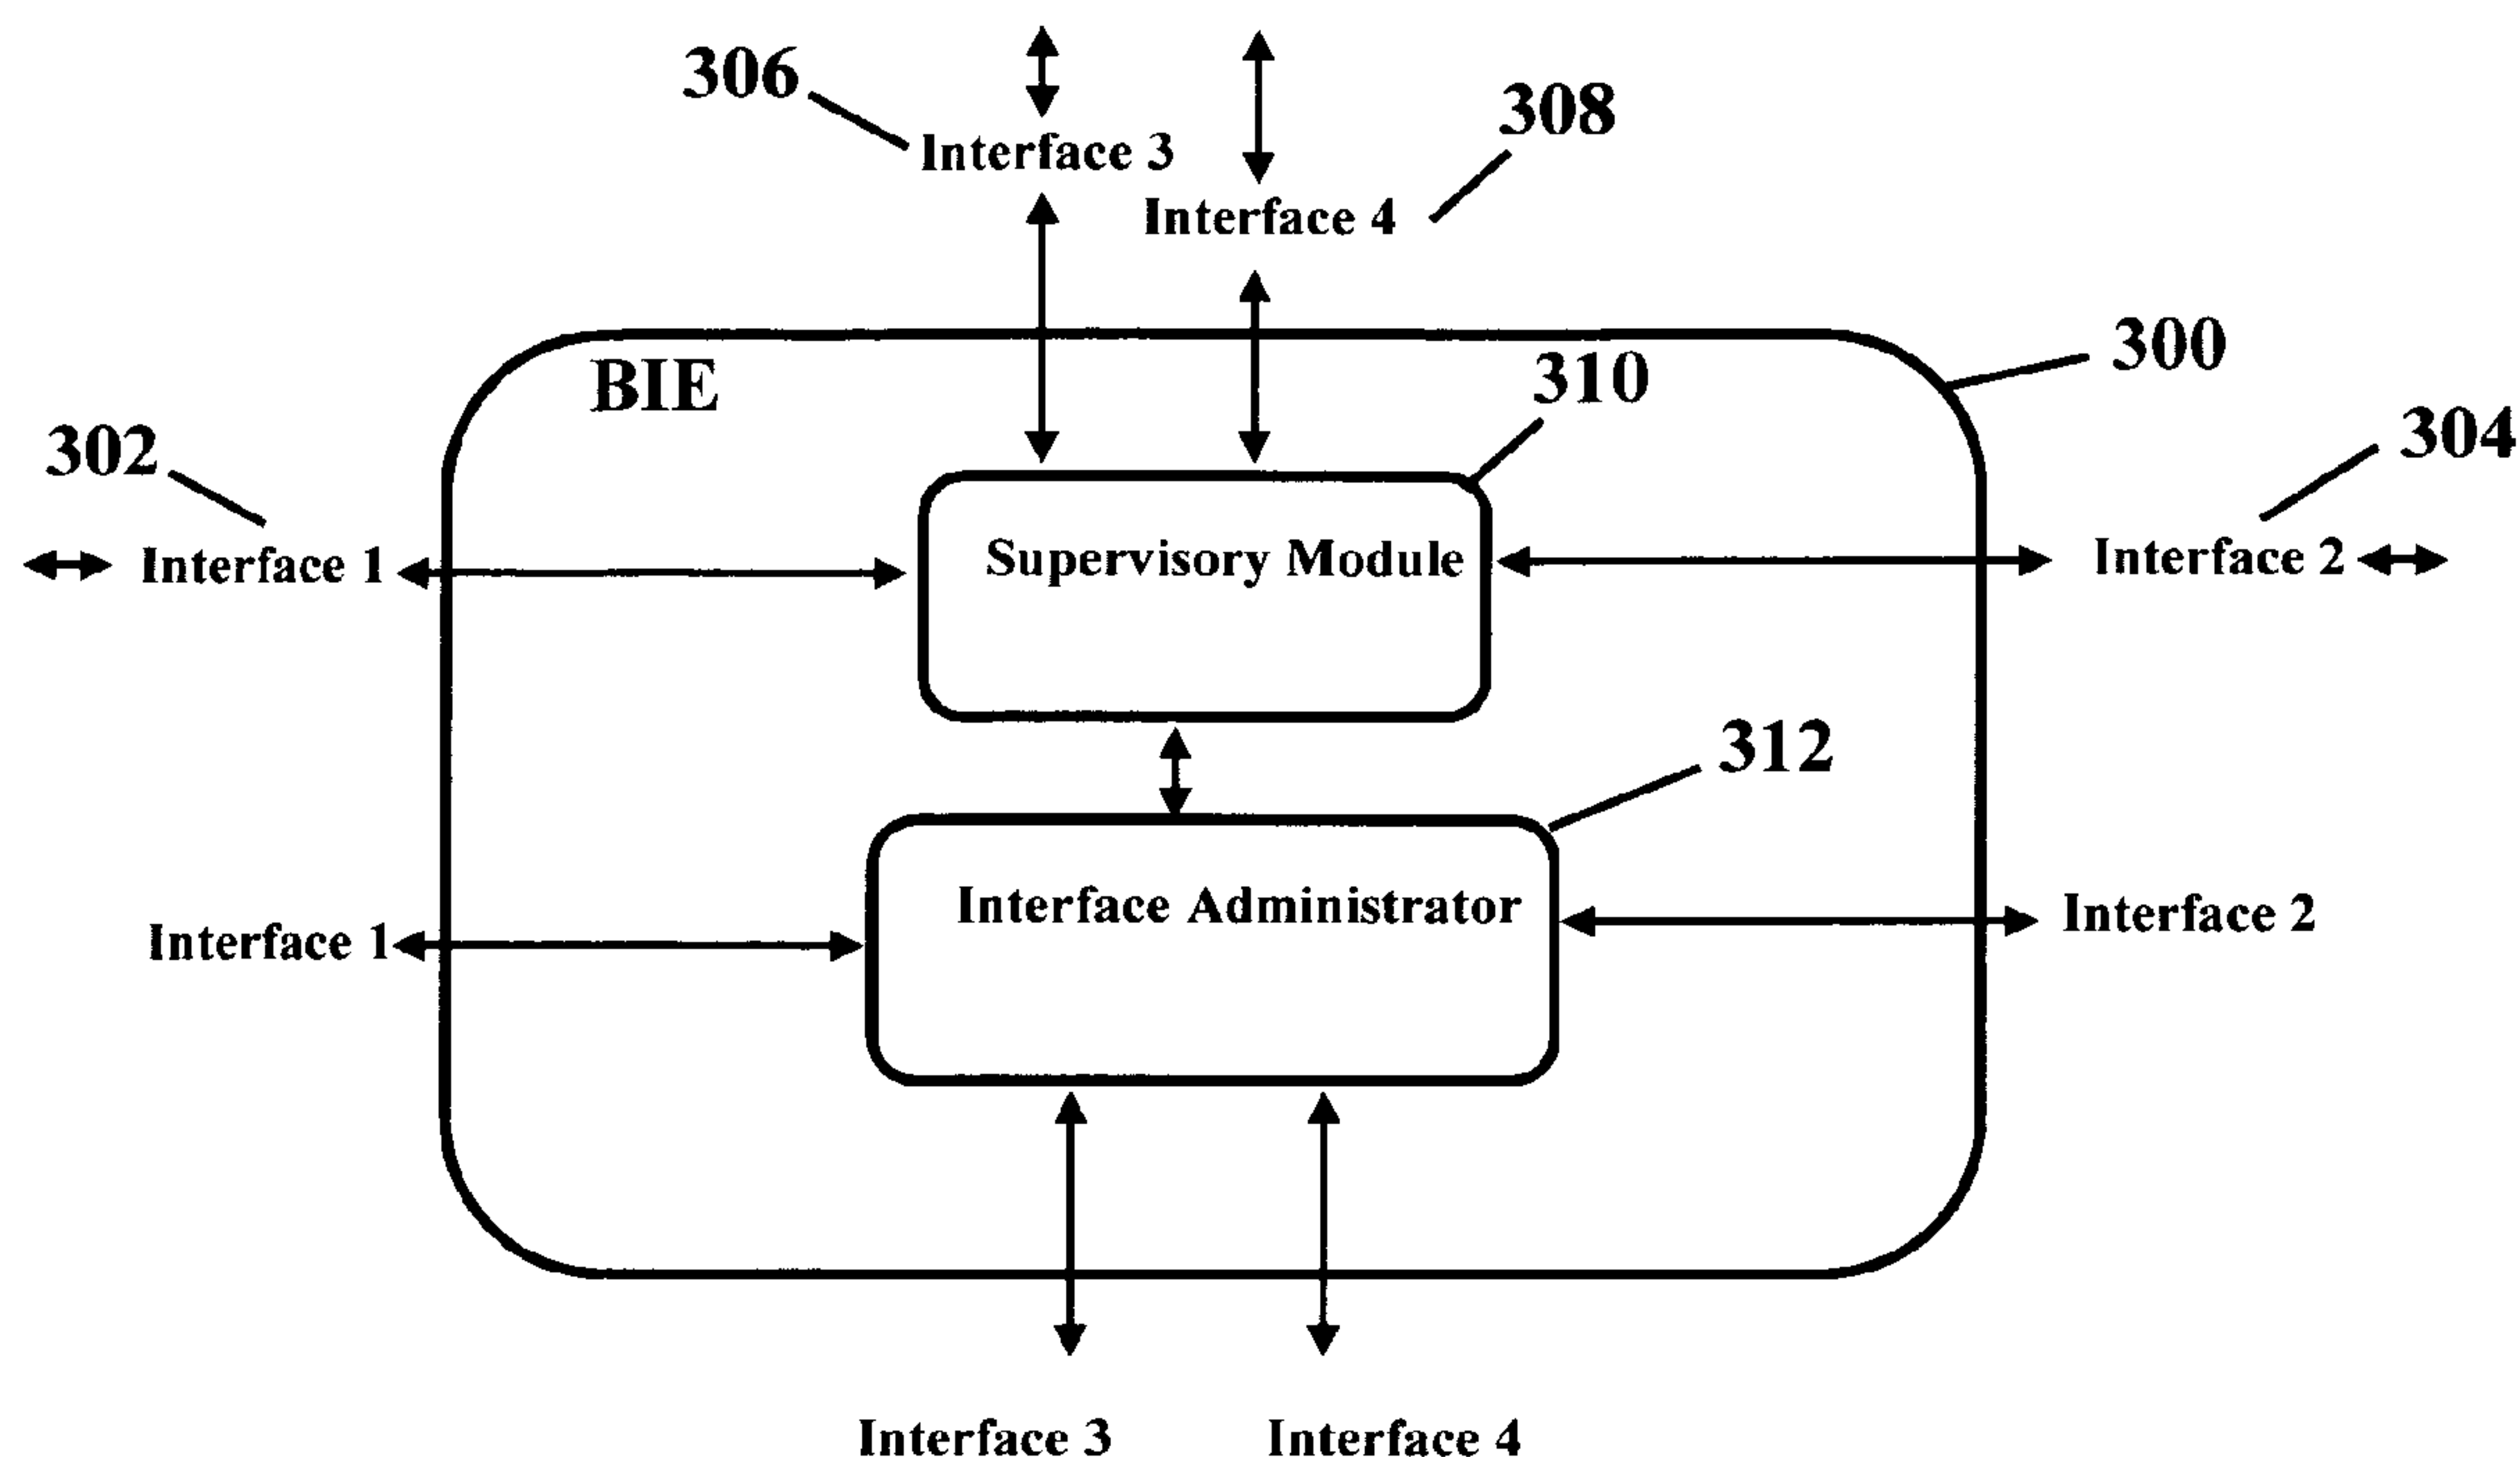 306
308
Interface 3
Interface 4
300
BIE
310
302
304
Interface 1
Supervisory Module
Interface 2
312
Interface 1
Interface Administrator
Interface 2
Interface 3
Interface 4